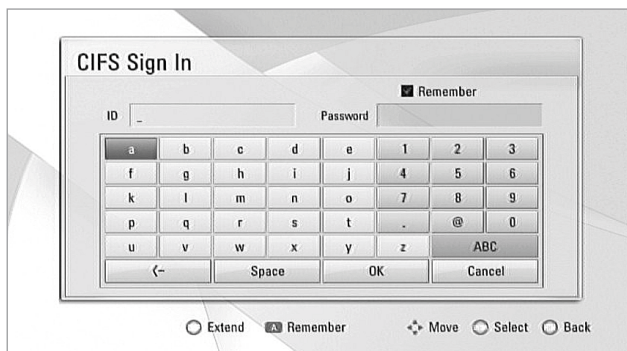 CIFS Sign In
Remember
ID _ Password
a b c d e 1 2 3
f g h i j 4 5 6
k l m n o 7 8 9
p q r s t . @ 0
u v w x y z ABC
<- Space OK Cancel
Extend A Remember Move Select Back